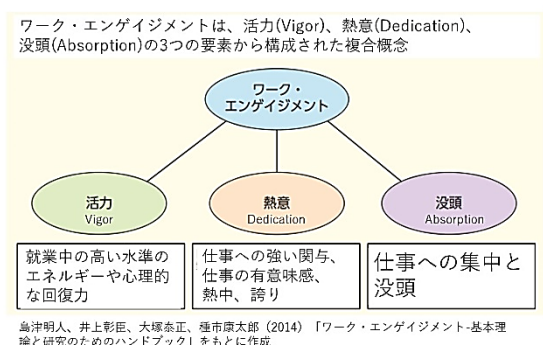 ワーク・エンゲイジメントは、活力(Vigor)、熱意(Dedication)、
没頭(Absorption)の3つの要素から構成された複合概念
ワーク・
エンゲイジメント
活力
Vigor
熱意
Dedication
没頭
Absorption
就業中の高い水準の
エネルギーや心理的
な回復力
仕事への強い関与、
仕事の有意味感、
熱中、誇り
仕事への集中と
没頭
島津明人、井上彰臣、大塚泰正、種市康太郎（2014）「ワーク・エンゲイジメント-基本理
論と研究のためのハンドブック」をもとに作成